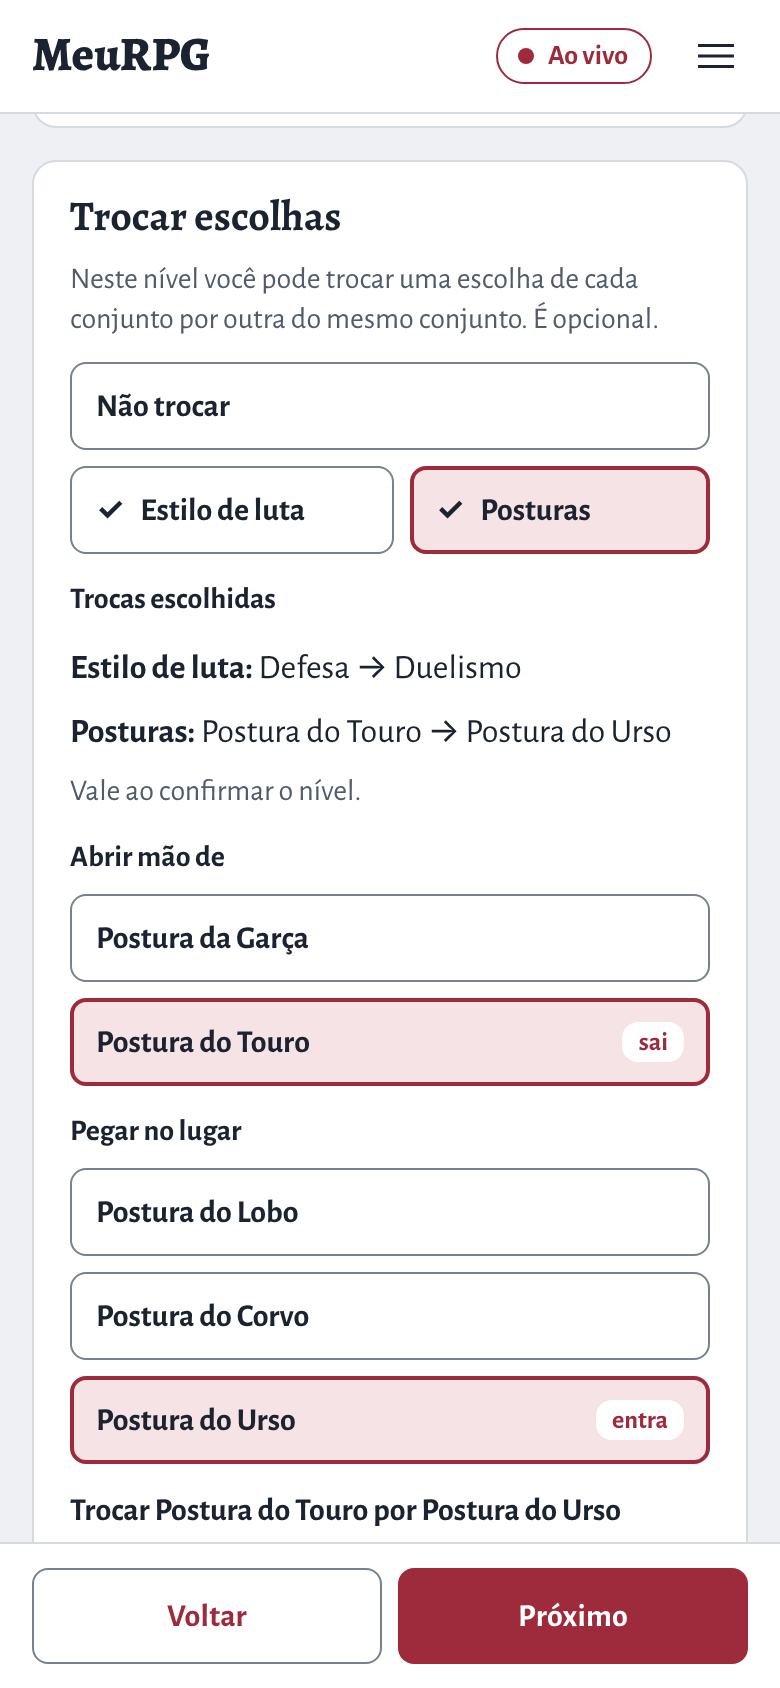 MeuRPG
Ao vivo
Trocar escolhas
Neste nível você pode trocar uma escolha de cada
conjunto por outra do mesmo conjunto. É opcional.
Não trocar
✓ Estilo de luta
✓ Posturas
Trocas escolhidas
Estilo de luta: Defesa → Duelismo
Posturas: Postura do Touro → Postura do Urso
Vale ao confirmar o nível.
Abrir mão de
Postura da Garça
Postura do Touro
sai
Pegar no lugar
Postura do Lobo
Postura do Corvo
Postura do Urso
entra
Trocar Postura do Touro por Postura do Urso
Voltar
Próximo